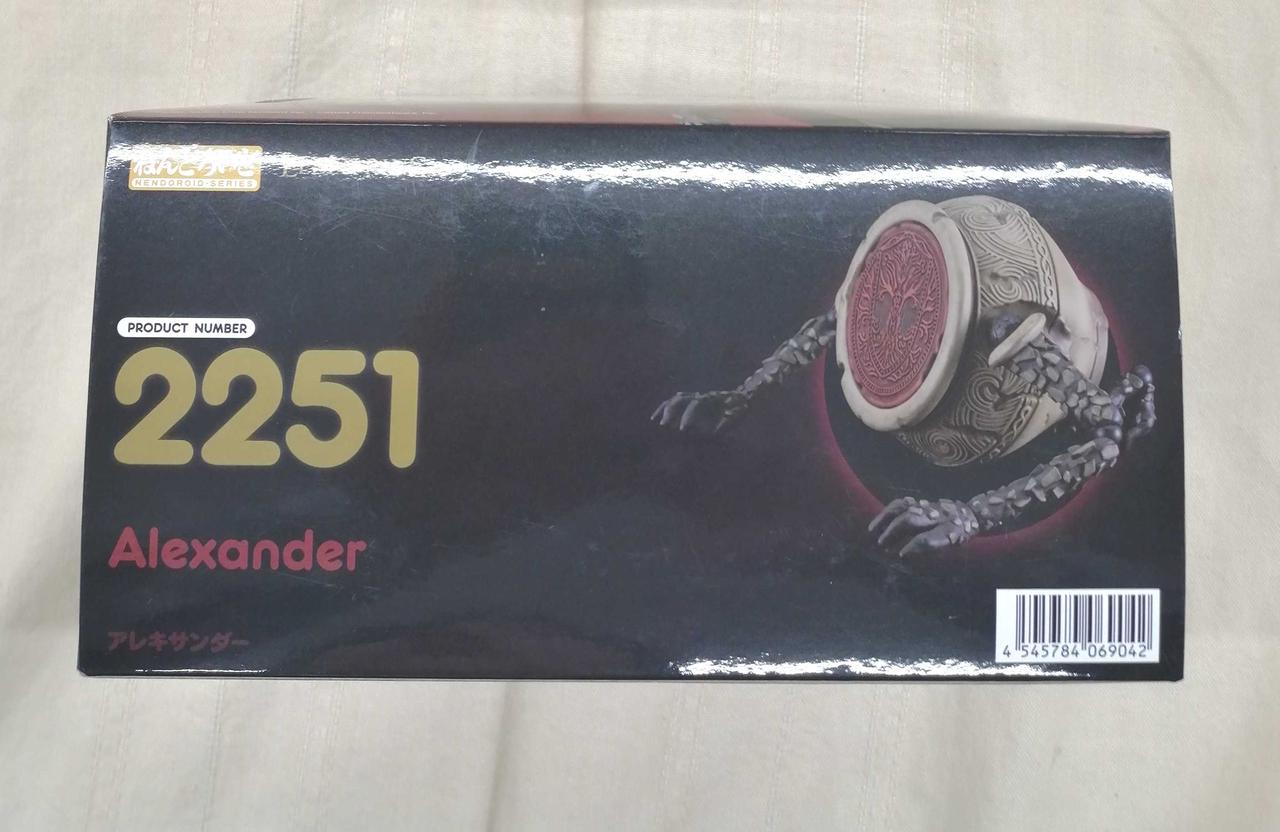 ねんどろいど
NENDOROID-SERIES
PRODUCT NUMBER
2251
Alexander
アレキサンダー
4 545784 069042